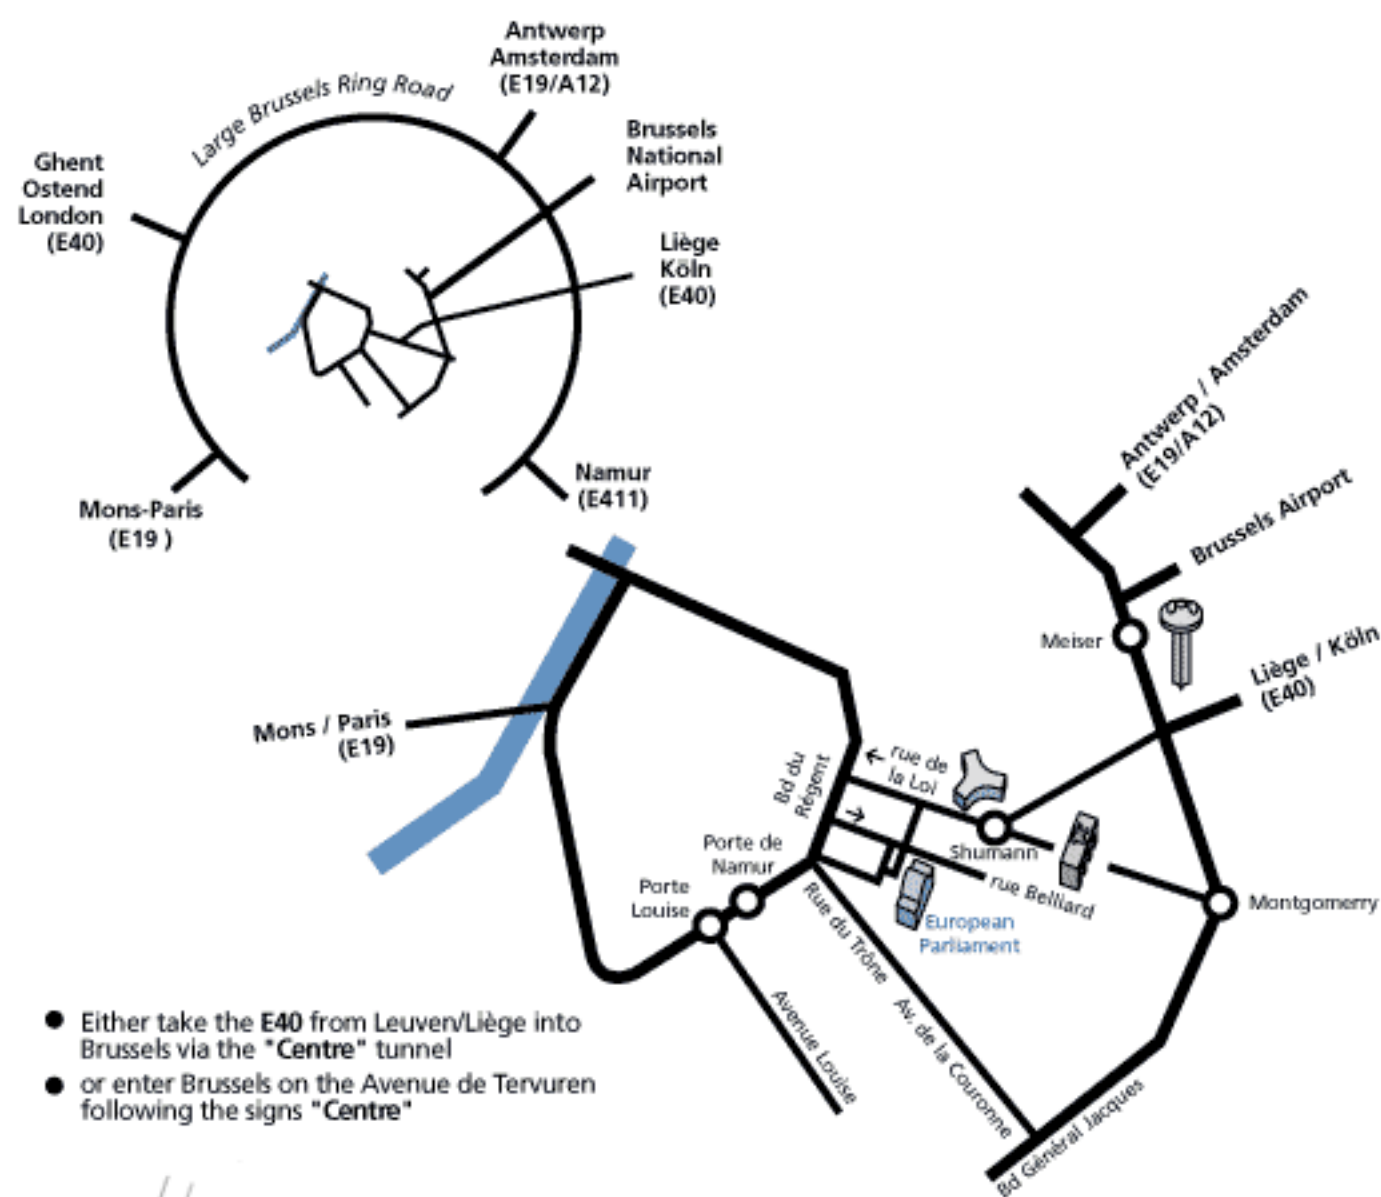 Antwerp
Amsterdam
(E19/A12)
Large Brussels Ring Road
Brussels
National
Airport
Ghent
Ostend
London
(E40)
Liège
Köln
(E40)
Namur
(E411)
Mons-Paris
(E19 )
Antwerp / Amsterdam
(E19/A12)
Brussels Airport
Meiser
Liège / Köln
(E40)
Mons / Paris
(E19)
←rue de
la Loi
Bd du
Régent
→
Shumann
Porte de
Namur
Porte
Louise
rue Belliard
Montgomerry
European
Parliament
Rue du Trône
Av. de la Couronne
Avenue Louise
Bd Général Jacques
● Either take the E40 from Leuven/Liège into
Brussels via the "Centre" tunnel
● or enter Brussels on the Avenue de Tervuren
following the signs "Centre"